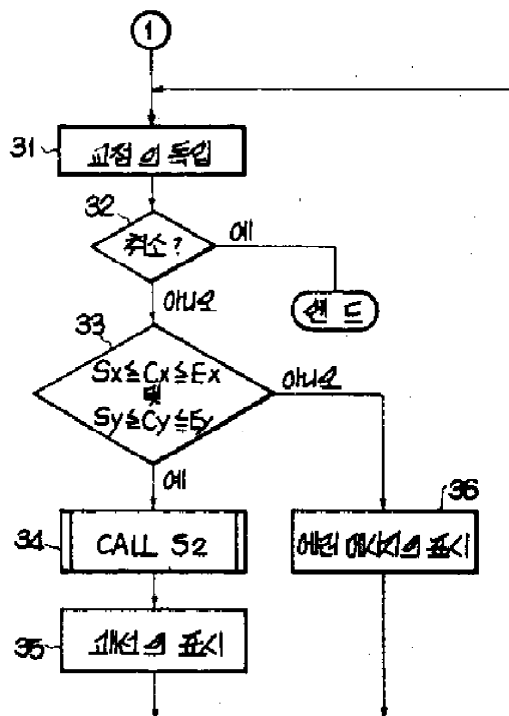 1
31
교점의 독입
32
취소?
예
아니오
엔드
33
Sx≦Cx≦Ex
및
Sy≦Cy≦Ey
아니오
예
34
CALL S2
36
에러 메시지의 표시
35
괘선의 표시